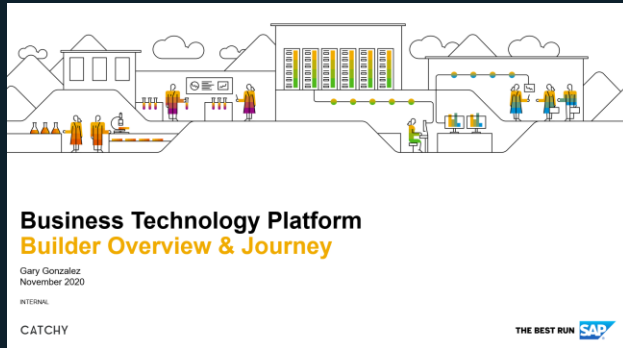 Business Technology Platform
Builder Overview & Journey
Gary Gonzalez
November 2020
INTERNAL
CATCHY
THE BEST RUN SAP